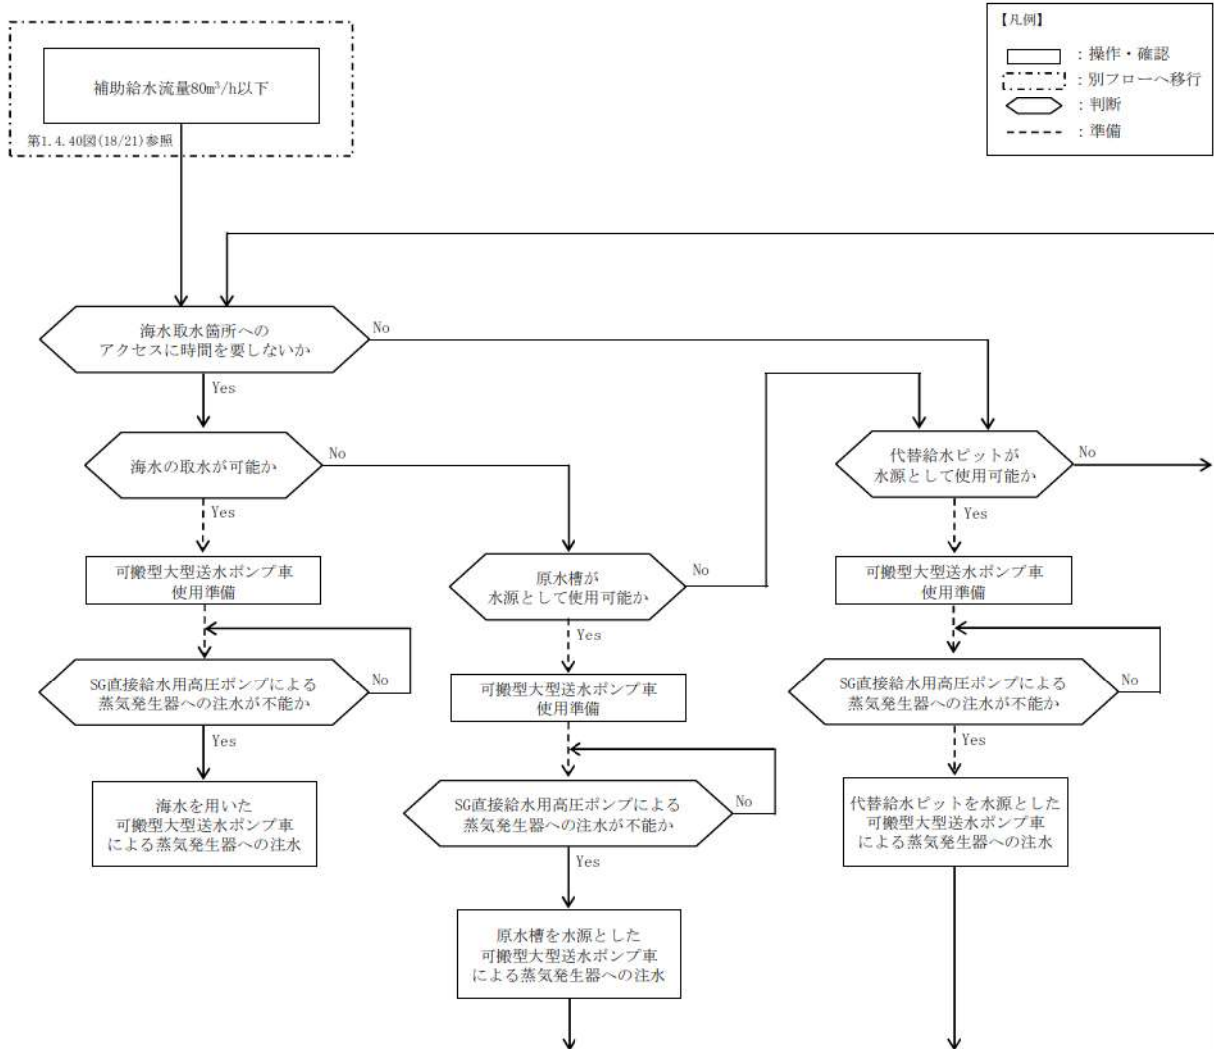 【凡例】
：操作・確認
：別フローへ移行
：判断
：準備
補助給水流量80m³/h以下
第1.4.40図(18/21)参照
海水取水箇所への
アクセスに時間を要しないか
No
Yes
海水の取水が可能か
No
Yes
代替給水ピットが
水源として使用可能か
No
Yes
可搬型大型送水ポンプ車
使用準備
原水槽が
水源として使用可能か
No
Yes
可搬型大型送水ポンプ車
使用準備
SG直接給水用高圧ポンプによる
蒸気発生器への注水が不能か
No
Yes
可搬型大型送水ポンプ車
使用準備
SG直接給水用高圧ポンプによる
蒸気発生器への注水が不能か
No
Yes
海水を用いた
可搬型大型送水ポンプ車
による蒸気発生器への注水
SG直接給水用高圧ポンプによる
蒸気発生器への注水が不能か
No
Yes
代替給水ピットを水源とした
可搬型大型送水ポンプ車
による蒸気発生器への注水
原水槽を水源とした
可搬型大型送水ポンプ車
による蒸気発生器への注水